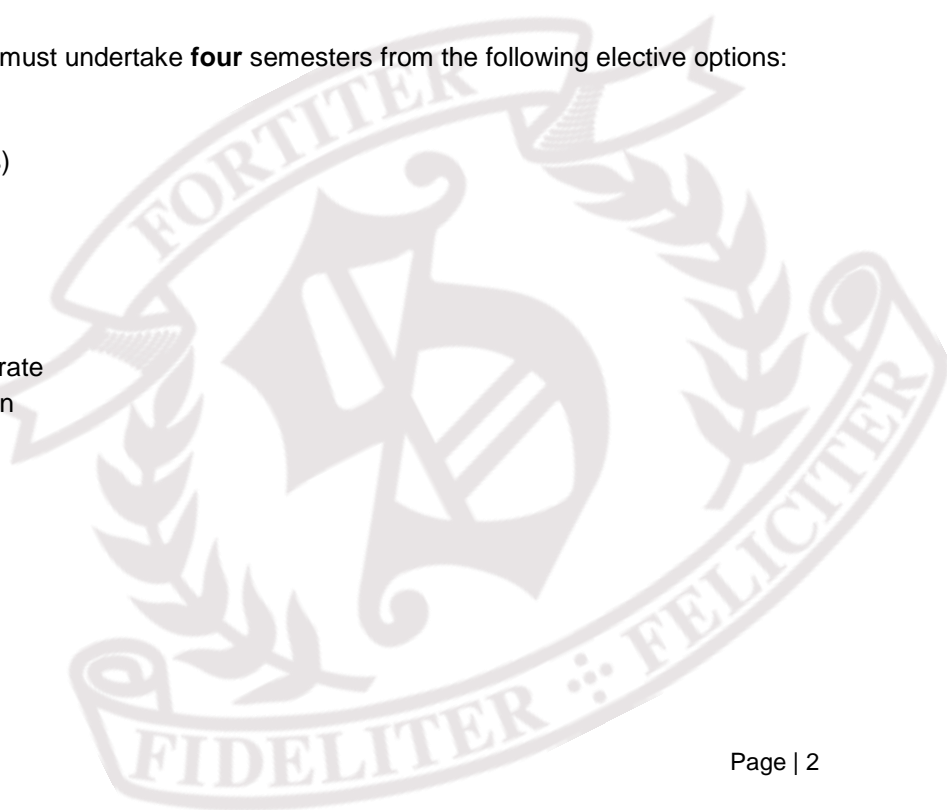 must undertake four semesters from the following elective options:
)
rate
n
FORTITER
FIDELITER FELICITER
Page | 2